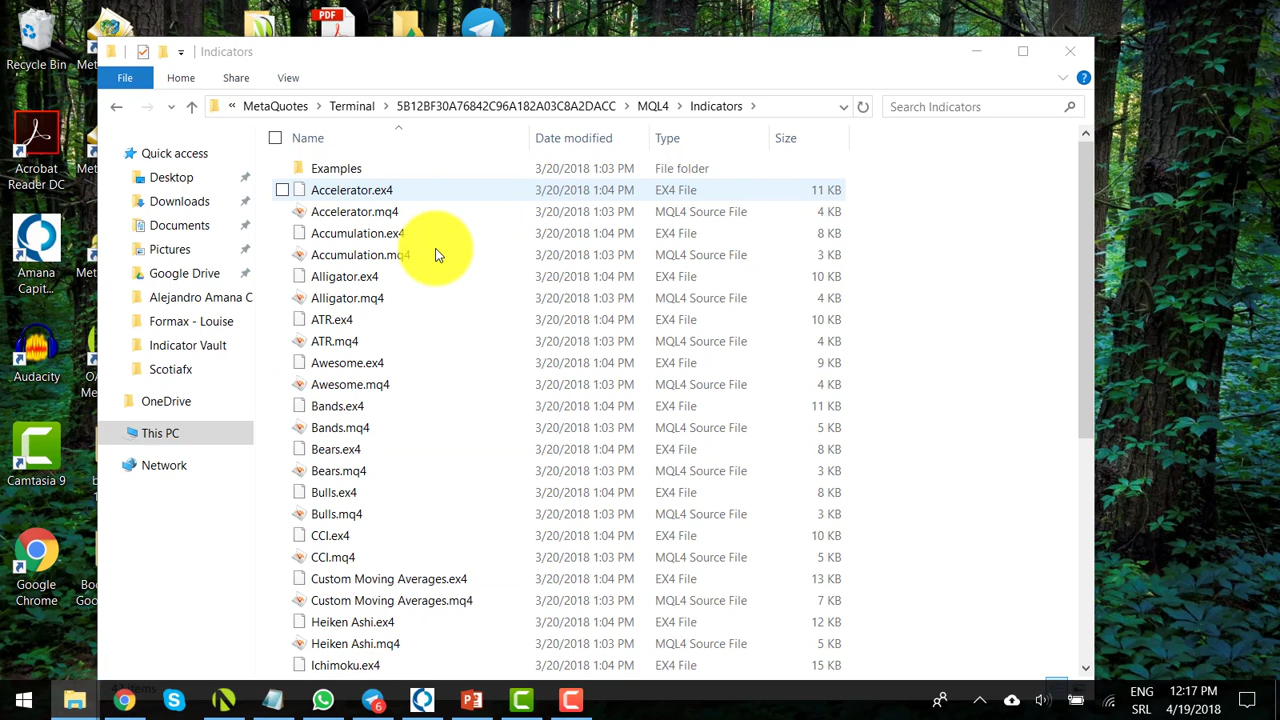 Recycle Bin
Acrobat
Reader DC
Amana
Capit...
Audacity
Camtasia 9
Google
Chrome
PDF
Indicators
File
Home
Share
View
« MetaQuotes > Terminal > 5B12BF30A76842C96A182A03C8A2DACC > MQL4 > Indicators >
Search Indicators
Quick access
Desktop
Downloads
Documents
Pictures
Google Drive
Alejandro Amana C
Formax - Louise
Indicator Vault
Scotiafx
OneDrive
This PC
Network
Name Date modified Type Size
Examples 3/20/2018 1:03 PM File folder
Accelerator.ex4 3/20/2018 1:04 PM EX4 File 11 KB
Accelerator.mq4 3/20/2018 1:03 PM MQL4 Source File 4 KB
Accumulation.ex4 3/20/2018 1:04 PM EX4 File 8 KB
Accumulation.mq4 3/20/2018 1:03 PM MQL4 Source File 3 KB
Alligator.ex4 3/20/2018 1:04 PM EX4 File 10 KB
Alligator.mq4 3/20/2018 1:03 PM MQL4 Source File 4 KB
ATR.ex4 3/20/2018 1:04 PM EX4 File 10 KB
ATR.mq4 3/20/2018 1:03 PM MQL4 Source File 4 KB
Awesome.ex4 3/20/2018 1:04 PM EX4 File 9 KB
Awesome.mq4 3/20/2018 1:03 PM MQL4 Source File 4 KB
Bands.ex4 3/20/2018 1:04 PM EX4 File 11 KB
Bands.mq4 3/20/2018 1:03 PM MQL4 Source File 5 KB
Bears.ex4 3/20/2018 1:04 PM EX4 File 8 KB
Bears.mq4 3/20/2018 1:03 PM MQL4 Source File 3 KB
Bulls.ex4 3/20/2018 1:04 PM EX4 File 8 KB
Bulls.mq4 3/20/2018 1:03 PM MQL4 Source File 3 KB
CCI.ex4 3/20/2018 1:04 PM EX4 File 10 KB
CCI.mq4 3/20/2018 1:03 PM MQL4 Source File 5 KB
Custom Moving Averages.ex4 3/20/2018 1:04 PM EX4 File 13 KB
Custom Moving Averages.mq4 3/20/2018 1:03 PM MQL4 Source File 7 KB
Heiken Ashi.ex4 3/20/2018 1:04 PM EX4 File 12 KB
Heiken Ashi.mq4 3/20/2018 1:03 PM MQL4 Source File 5 KB
Ichimoku.ex4 3/20/2018 1:04 PM EX4 File 15 KB
6
ENG
SRL
12:17 PM
4/19/2018